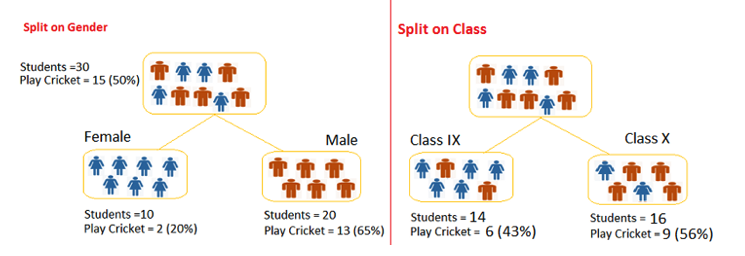 Split on Gender
Students =30
Play Cricket = 15 (50%)
Female
Students =10
Play Cricket = 2 (20%)
Male
Students = 20
Play Cricket = 13 (65%)
Split on Class
Class IX
Students = 14
Play Cricket = 6 (43%)
Class X
Students = 16
Play Cricket = 9 (56%)